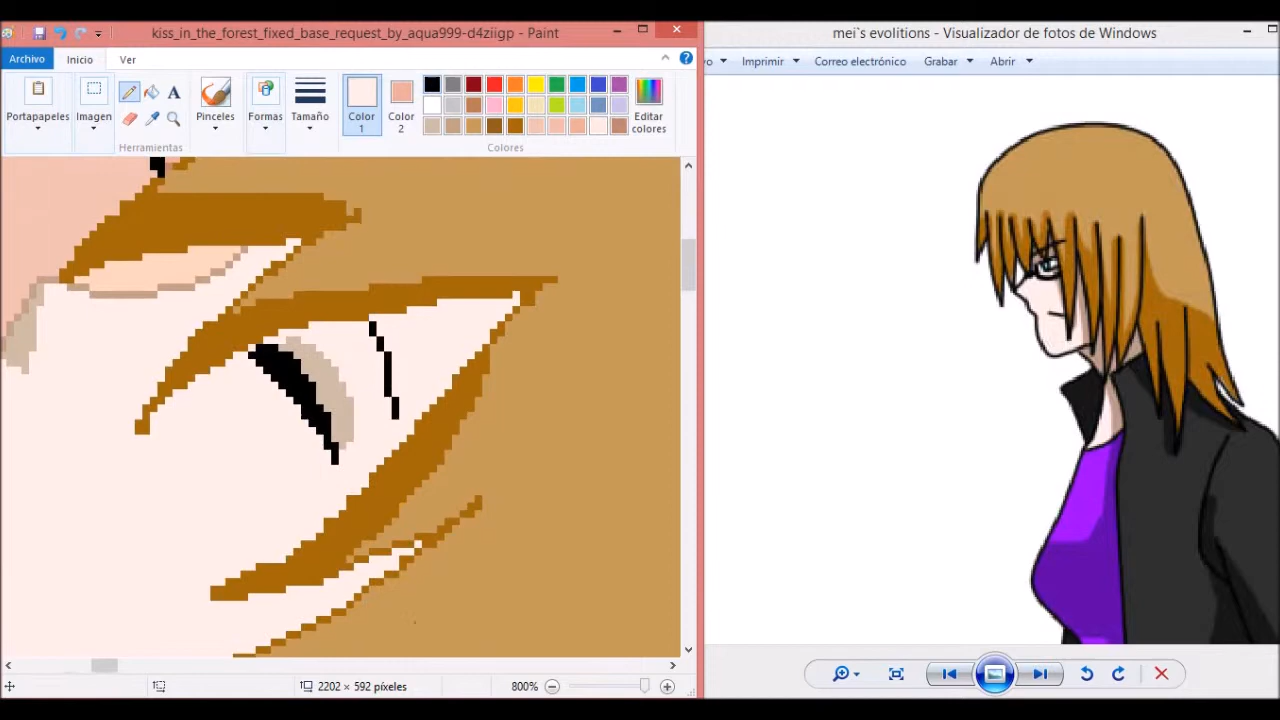 kiss_in_the_forest_fixed_base_request_by_aqua999-d4ziigp - Paint
Archivo Inicio Ver
Portapapeles
Imagen
Herramientas
Pinceles
Formas
Tamaño
Color 1
Color 2
Editar colores
Colores
2202 × 592 píxeles
800%
mei`s evolitions - Visualizador de fotos de Windows
Imprimir Correo electrónico Grabar Abrir